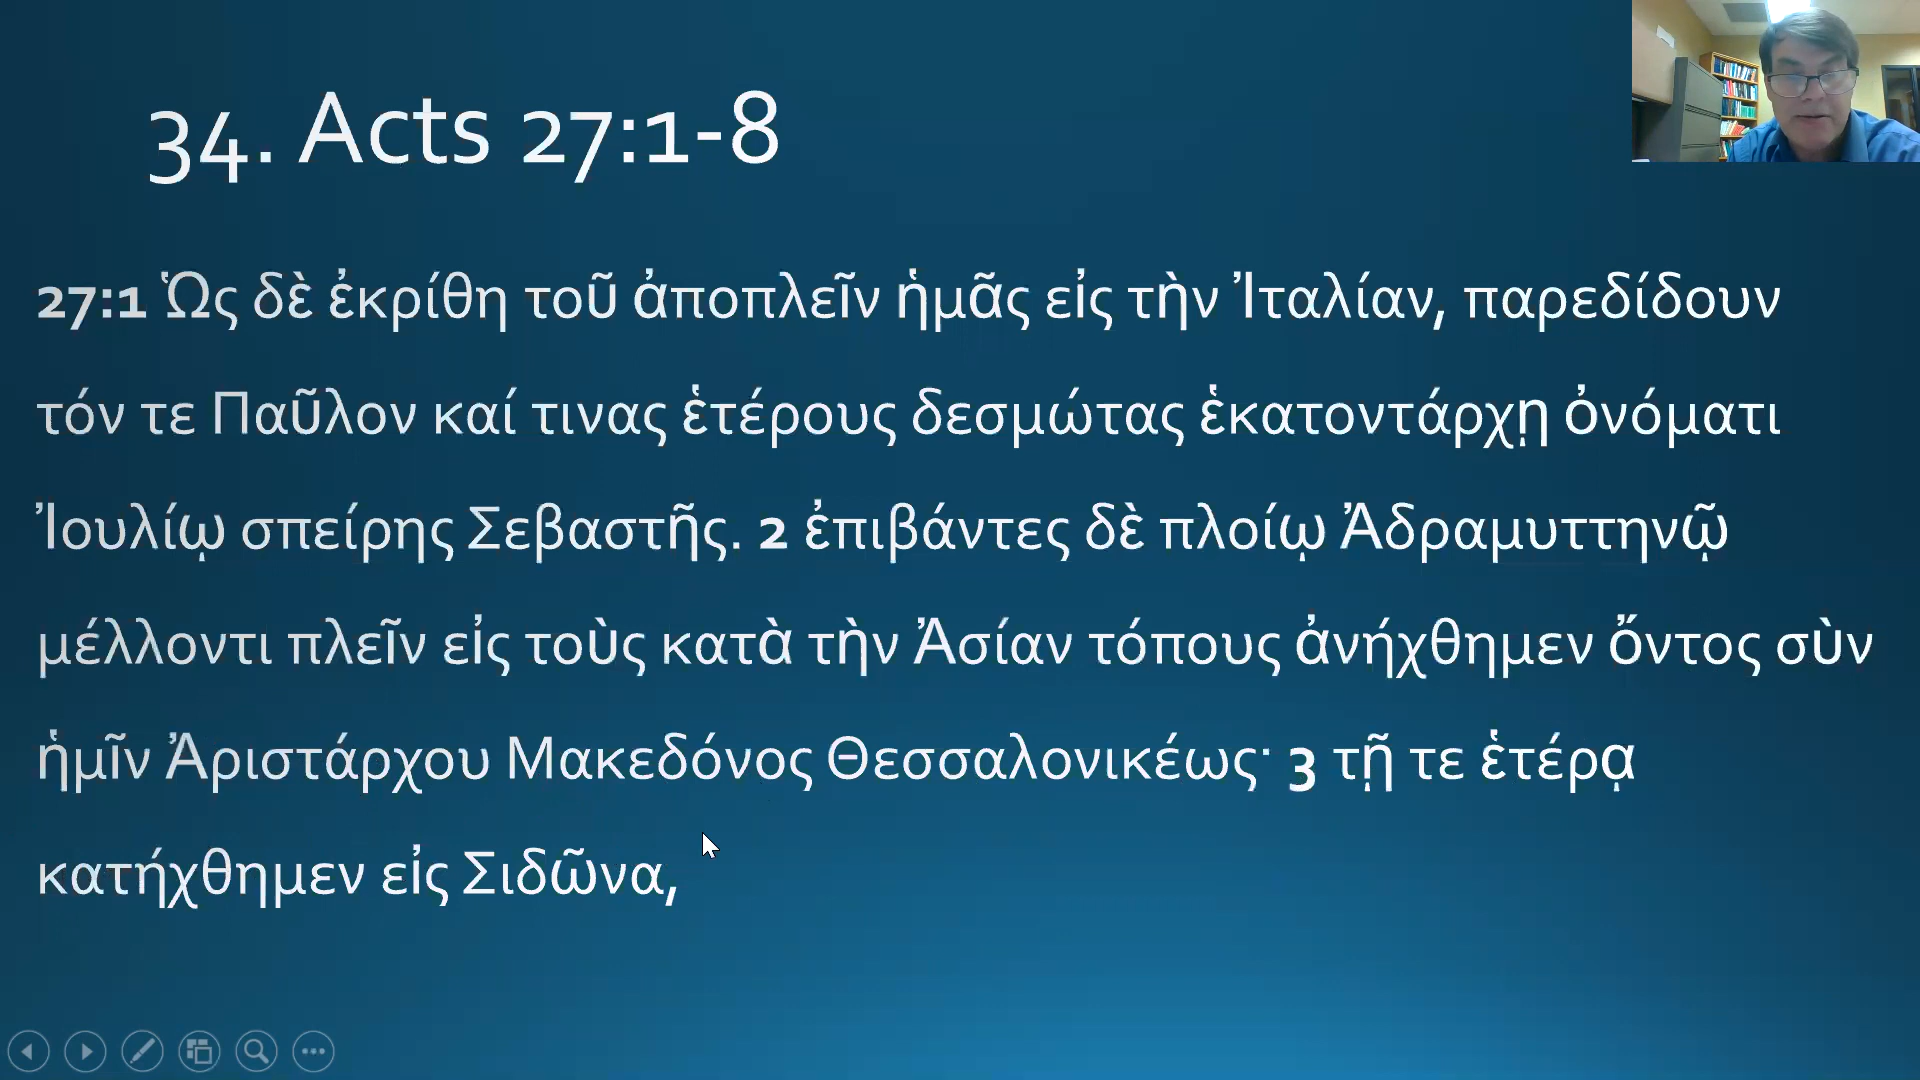 34. Acts 27:1-8
27:1 Ὡς δὲ ἐκρίθη τοῦ ἀποπλεῖν ἡμᾶς εἰς τὴν Ἰταλίαν, παρεδίδουν
τόν τε Παῦλον καί τινας ἑτέρους δεσμώτας ἑκατοντάρχῃ ὀνόματι
Ἰουλίῳ σπείρης Σεβαστῆς. 2 ἐπιβάντες δὲ πλοίῳ Ἀδραμυττηνῷ
μέλλοντι πλεῖν εἰς τοὺς κατὰ τὴν Ἀσίαν τόπους ἀνήχθημεν ὄντος σὺν
ἡμῖν Ἀριστάρχου Μακεδόνος Θεσσαλονικέως· 3 τῇ τε ἑτέρᾳ
κατήχθημεν εἰς Σιδῶνα,